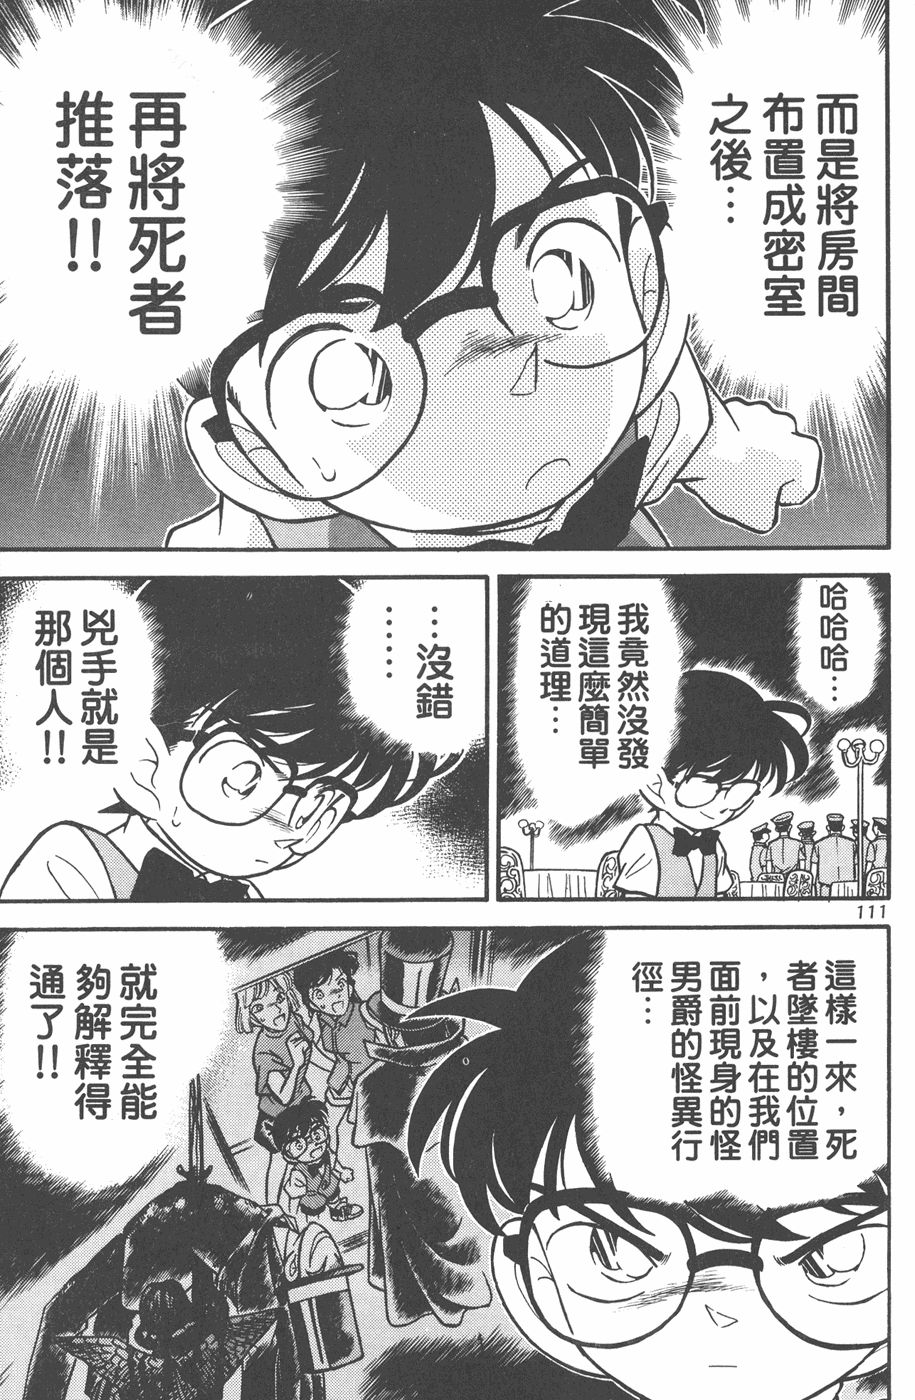 而是將房間
布置成密室
之後…
再將死者
推落!!
哈哈哈…
我竟然沒發
現這麼簡單
的道理…
…沒錯
……
兇手就是
那個人!!
111
這樣一來，死
者墜樓的位置
，以及在我們
面前現身的怪
男爵的怪異行
徑…
就完全能
夠解釋得
通了!!